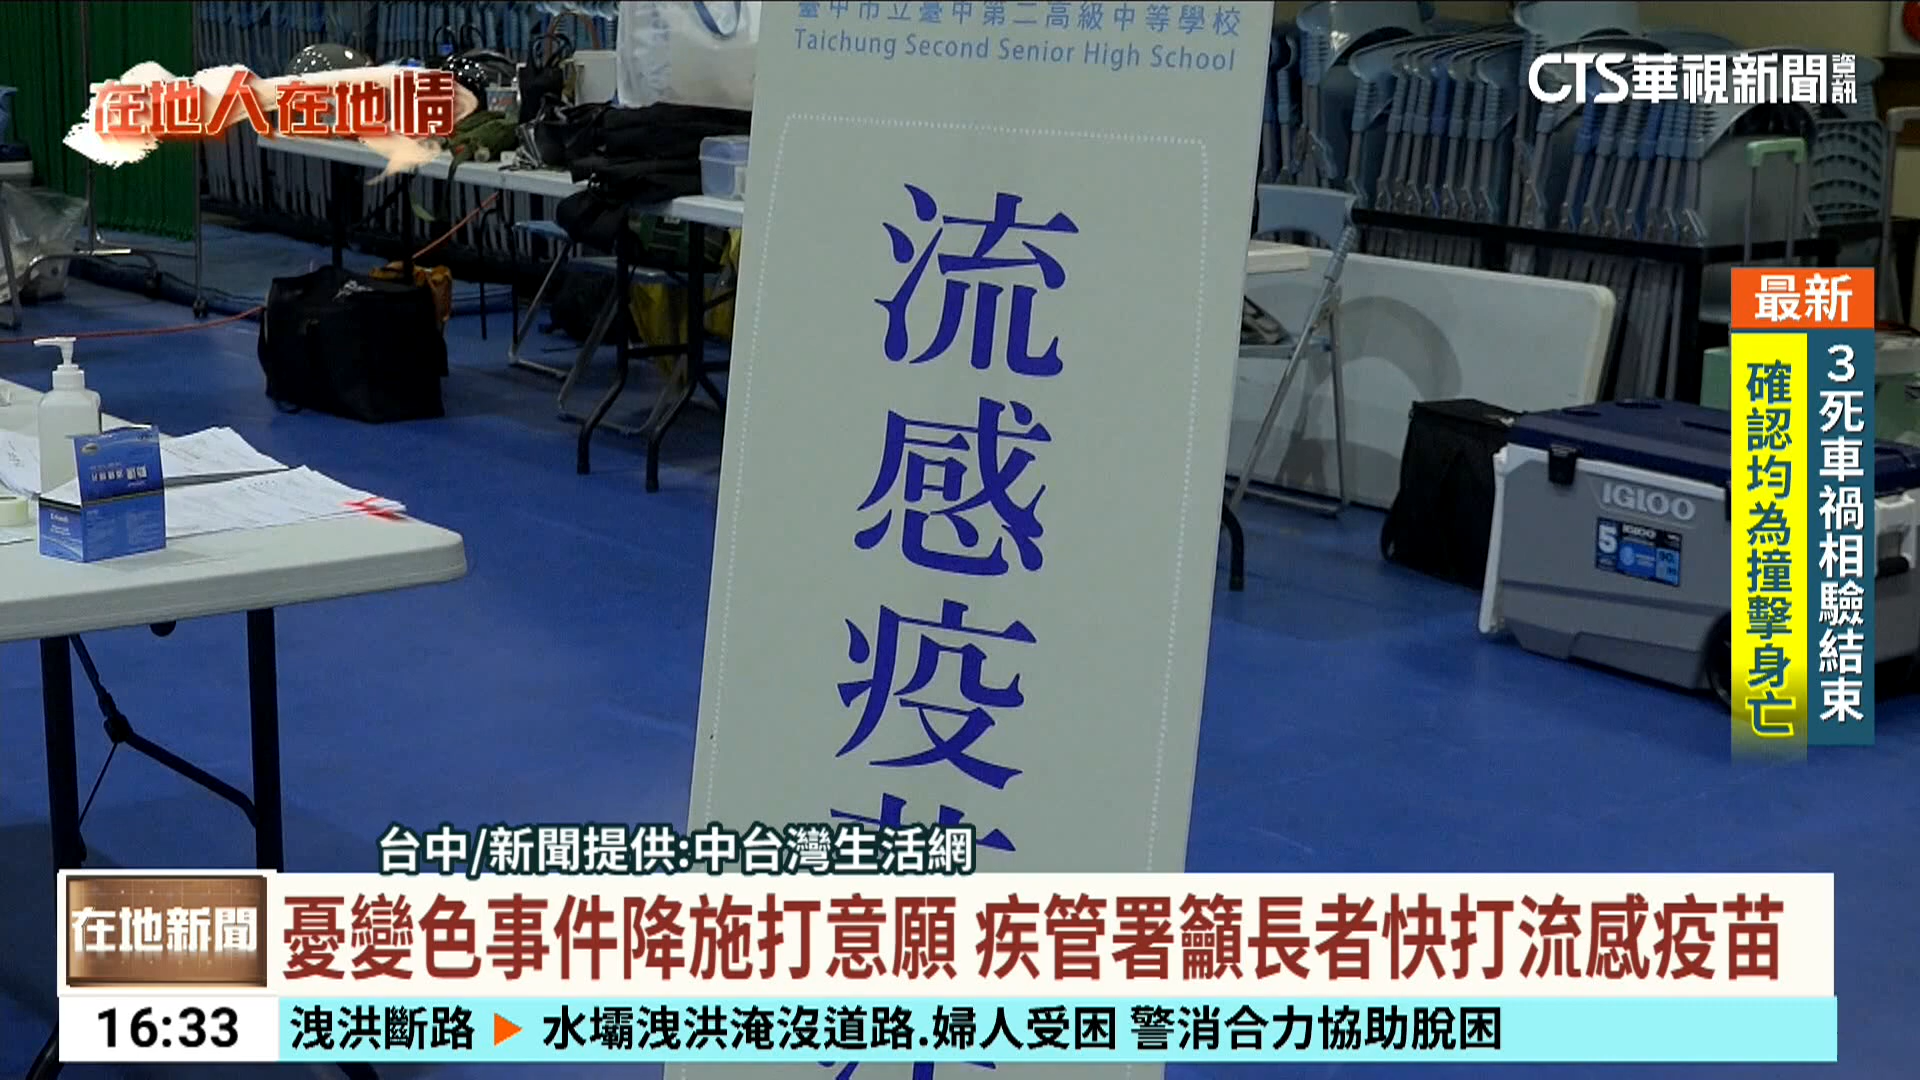 臺中市立臺中第二高級中等學校
Taichung Second Senior High School
在地人在地情
CTS華視新聞資訊
流感疫苗
IGLOO
IGLOO
5
最新
3死車禍相驗結束
確認均為撞擊身亡
台中/新聞提供:中台灣生活網
在地新聞
憂變色事件降施打意願 疾管署籲長者快打流感疫苗
16:33
洩洪斷路 ▶ 水壩洩洪淹沒道路.婦人受困 警消合力協助脫困